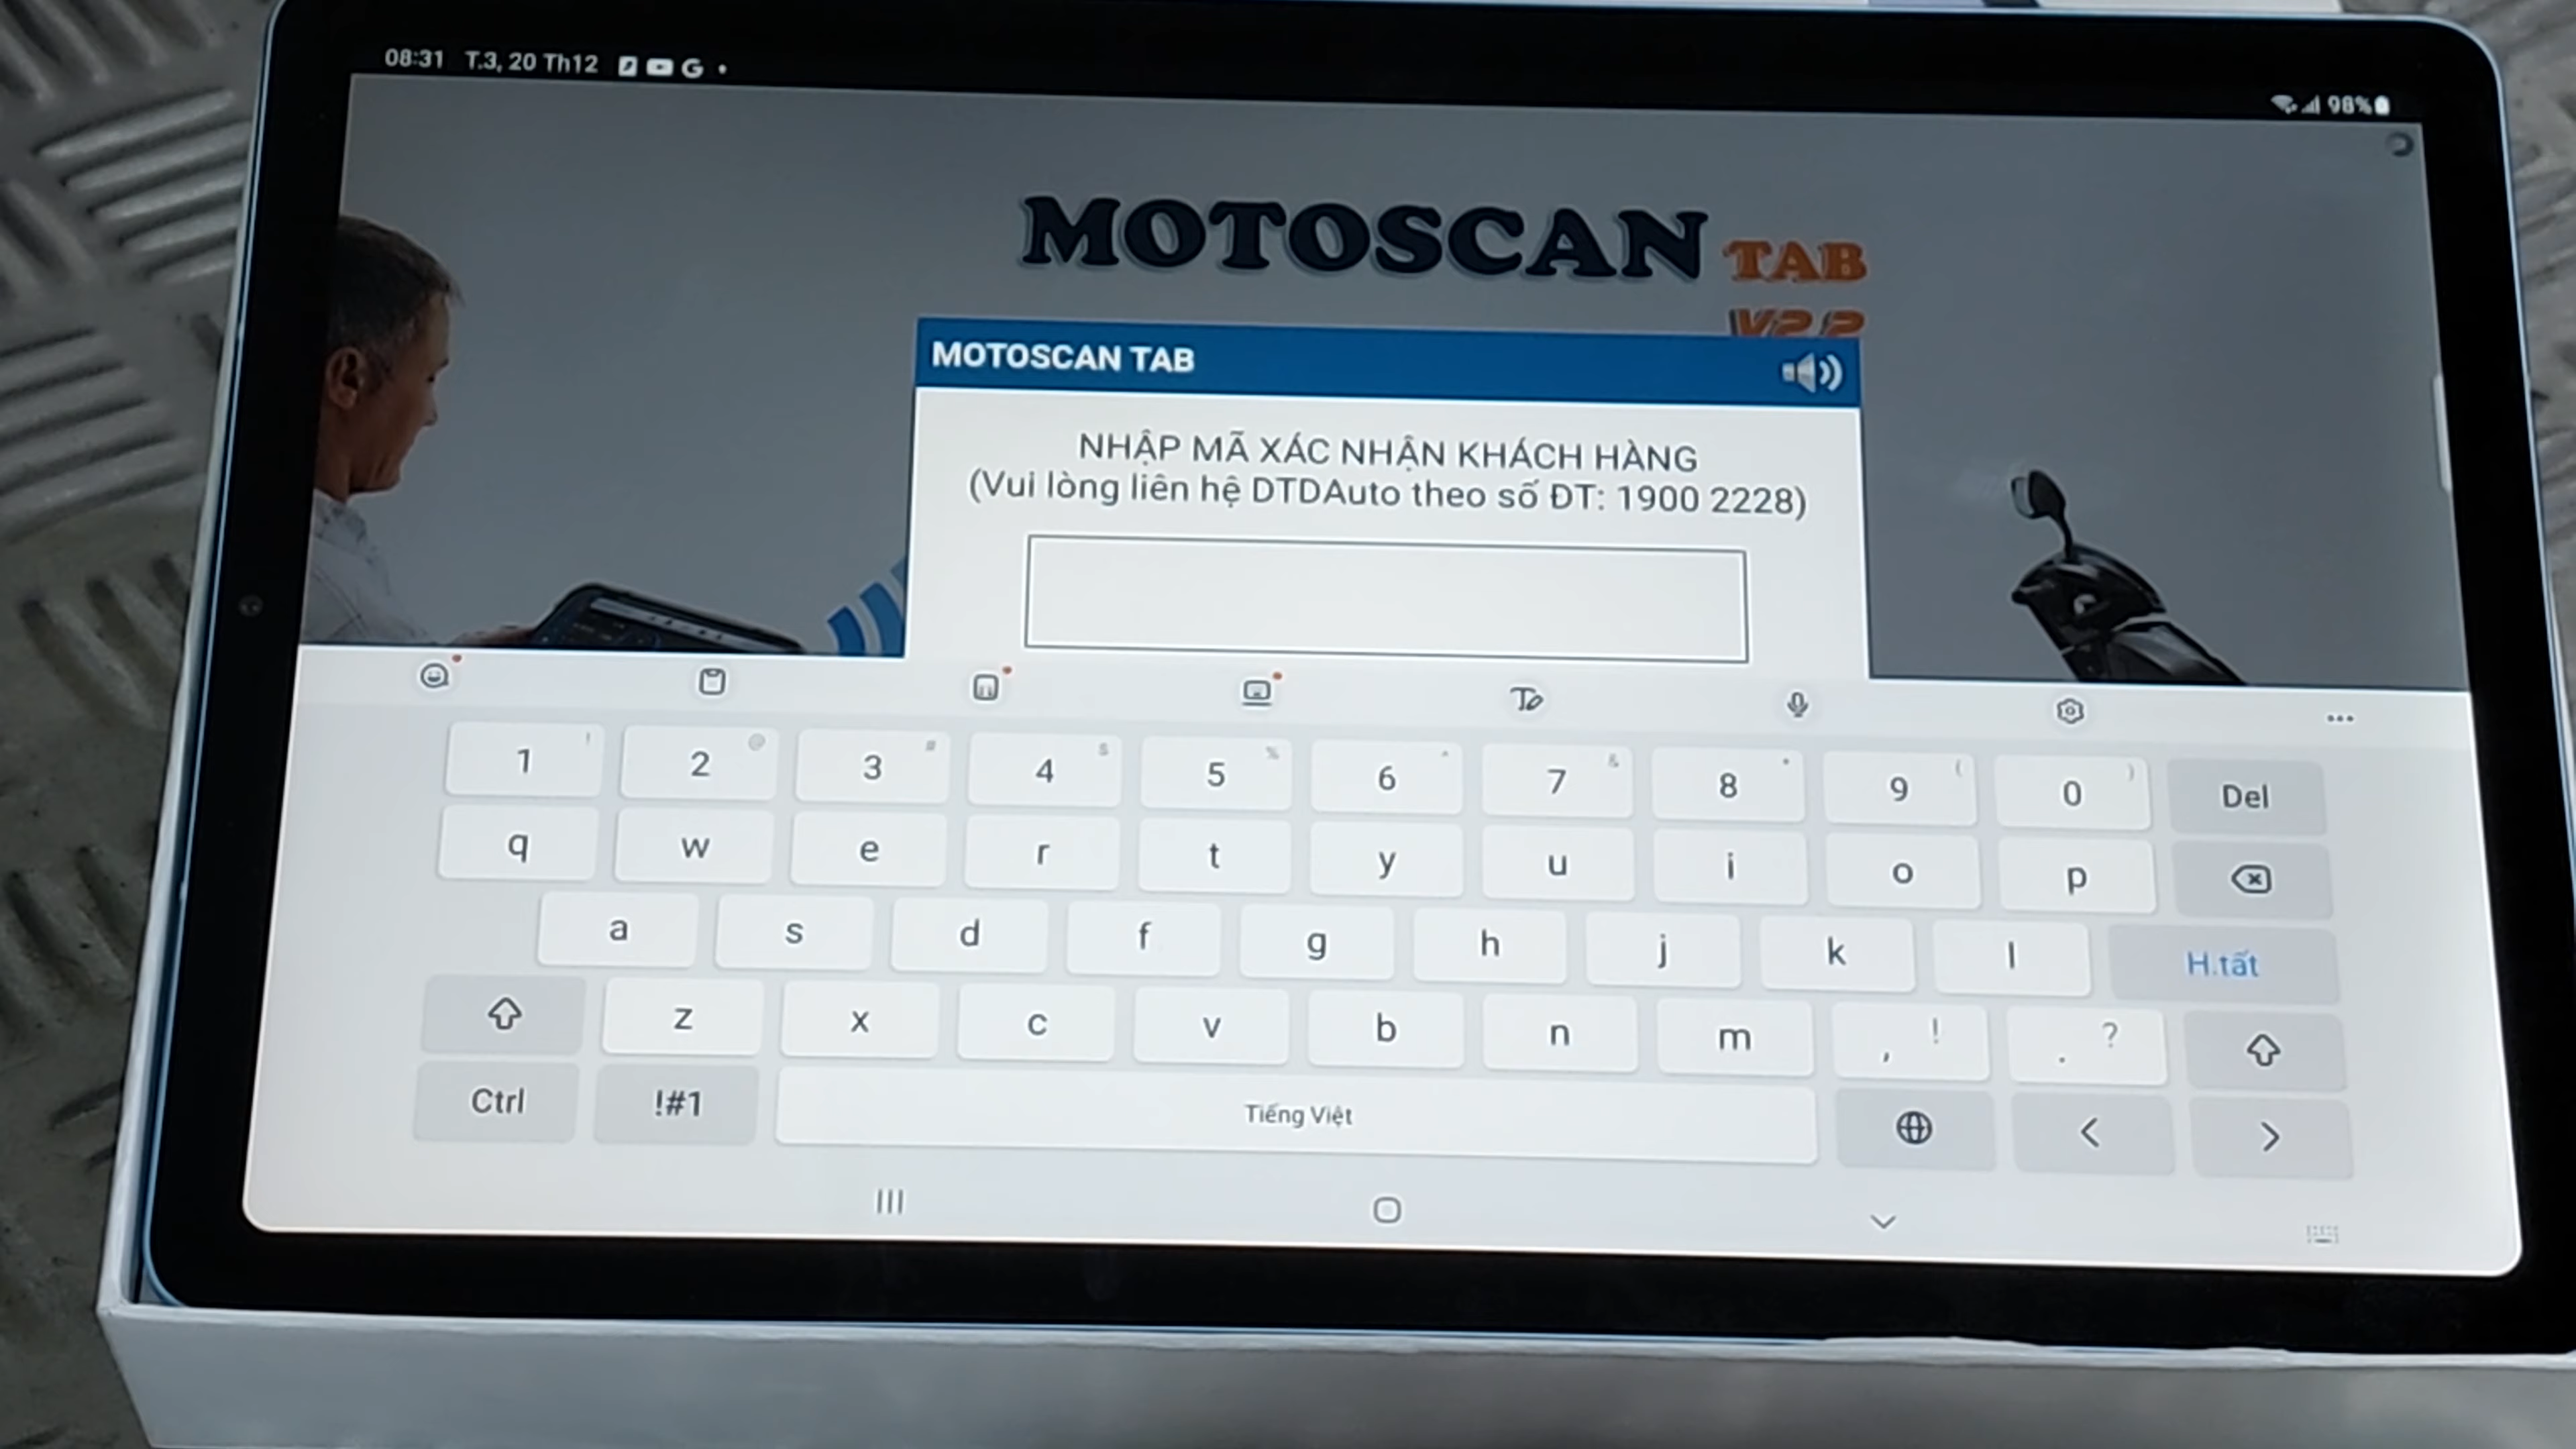 08:31 T.3, 20 Th12
98%
MOTOSCAN TAB
V2.2
MOTOSCAN TAB
NHẬP MÃ XÁC NHẬN KHÁCH HÀNG
(Vui lòng liên hệ DTDAuto theo số ĐT: 1900 2228)
1 ! 2 @ 3 # 4 $ 5 % 6 ^ 7 & 8 * 9 ( 0 ) Del
q w e r t y u i o p
a s d f g h j k l H.tất
z x c v b n m , ! . ?
Ctrl !#1 Tiếng Việt < >